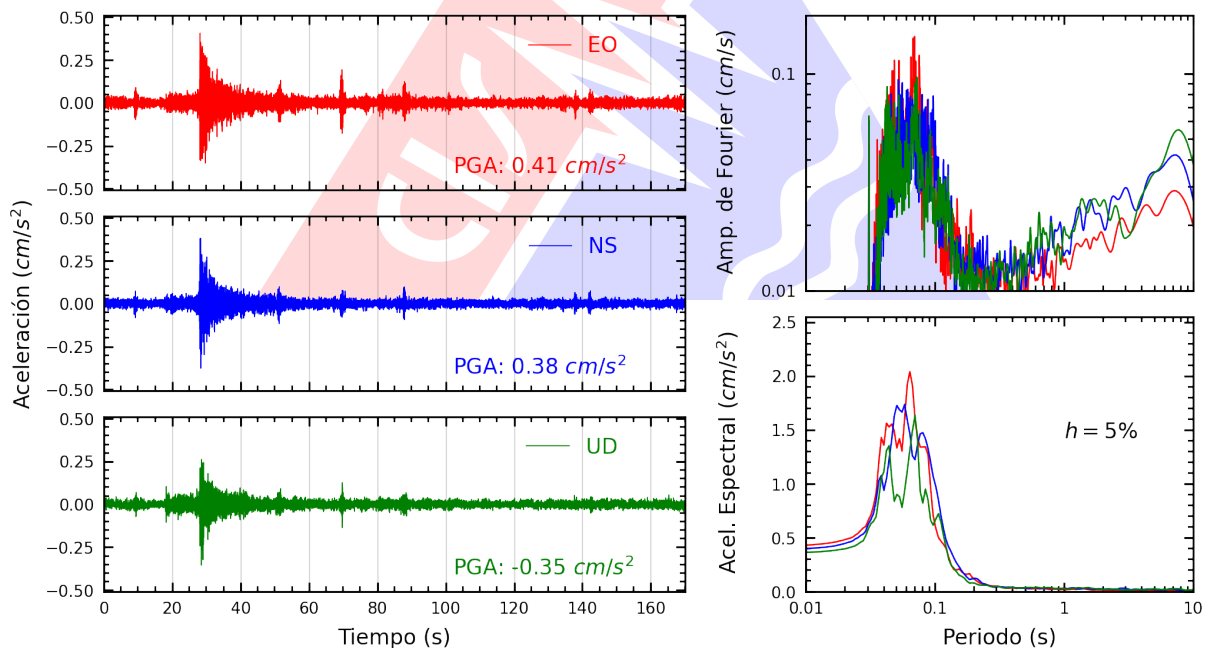 0.50
0.25
0.00
−0.25
−0.50
EO
PGA: 0.41 cm/s²
0.50
0.25
0.00
−0.25
−0.50
NS
PGA: 0.38 cm/s²
0.50
0.25
0.00
−0.25
−0.50
UD
PGA: -0.35 cm/s²
0 20 40 60 80 100 120 140 160
Tiempo (s)
Aceleración (cm/s²)
0.1
0.01
Amp. de Fourier (cm/s)
2.5
2.0
1.5
1.0
0.5
0.0
h = 5%
Acel. Espectral (cm/s²)
0.01 0.1 1 10
Periodo (s)